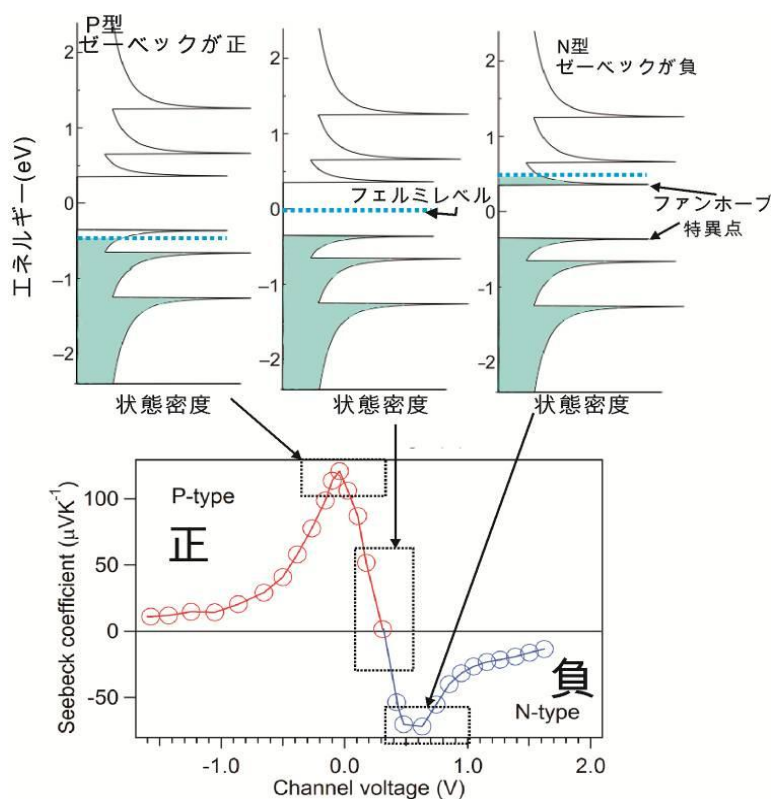 P型
ゼーベックが正
N型
ゼーベックが負
エネルギー(eV)
2
1
0
−1
−2
2
1
0
-1
-2
2
1
0
-1
-2
フェルミレベル
ファンホーブ
特異点
状態密度
状態密度
状態密度
Seebeck coefficient (μVK⁻¹)
100
50
0
-50
P-type
正
負
N-type
-1.0
0.0
1.0
2.0
Channel voltage (V)